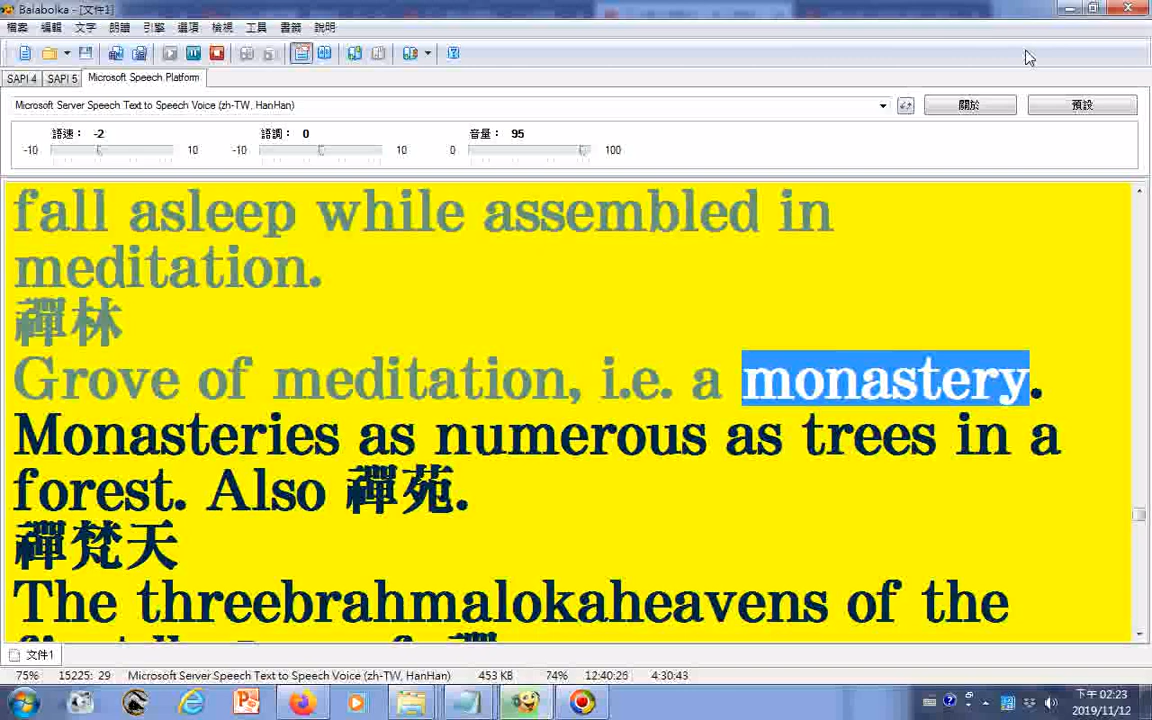 Balabolka - [文件1]
檔案 編輯 文字 朗讀 引擎 選項 檢視 工具 書籤 說明
SAPI 4 SAPI 5 Microsoft Speech Platform
Microsoft Server Speech Text to Speech Voice (zh-TW, HanHan) 關於 預設
語速： -2 語調： 0 音量： 95
-10 10 -10 10 0 100
fall asleep while assembled in
meditation.
禪林
Grove of meditation, i.e. a monastery.
Monasteries as numerous as trees in a
forest. Also 禪苑.
禪梵天
The threebrahmalokaheavens of the
文件1
75% 15225: 29 Microsoft Server Speech Text to Speech Voice (zh-TW, HanHan) 453 KB 74% 12:40:26 4:30:43
下午 02:23
2019/11/12